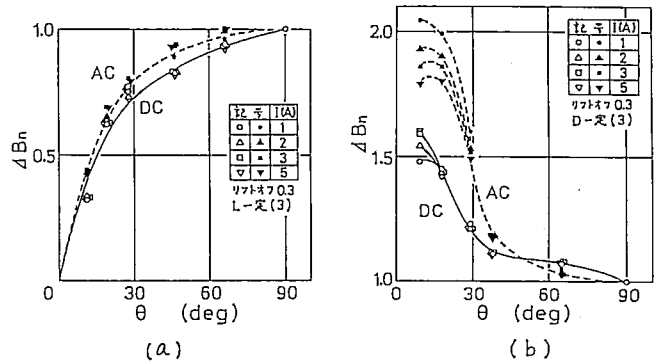 1.0
0.5
ΔBn
AC
DC
記 号 I(A)
1
2
3
5
リフトオフ0.3
L一定(3)
0 30 60 90
θ (deg)
(a)
2.0
1.5
1.0
ΔBn
記 号 I(A)
1
2
3
5
リフトオフ0.3
D一定(3)
DC
AC
0 30 60 90
θ (deg)
(b)